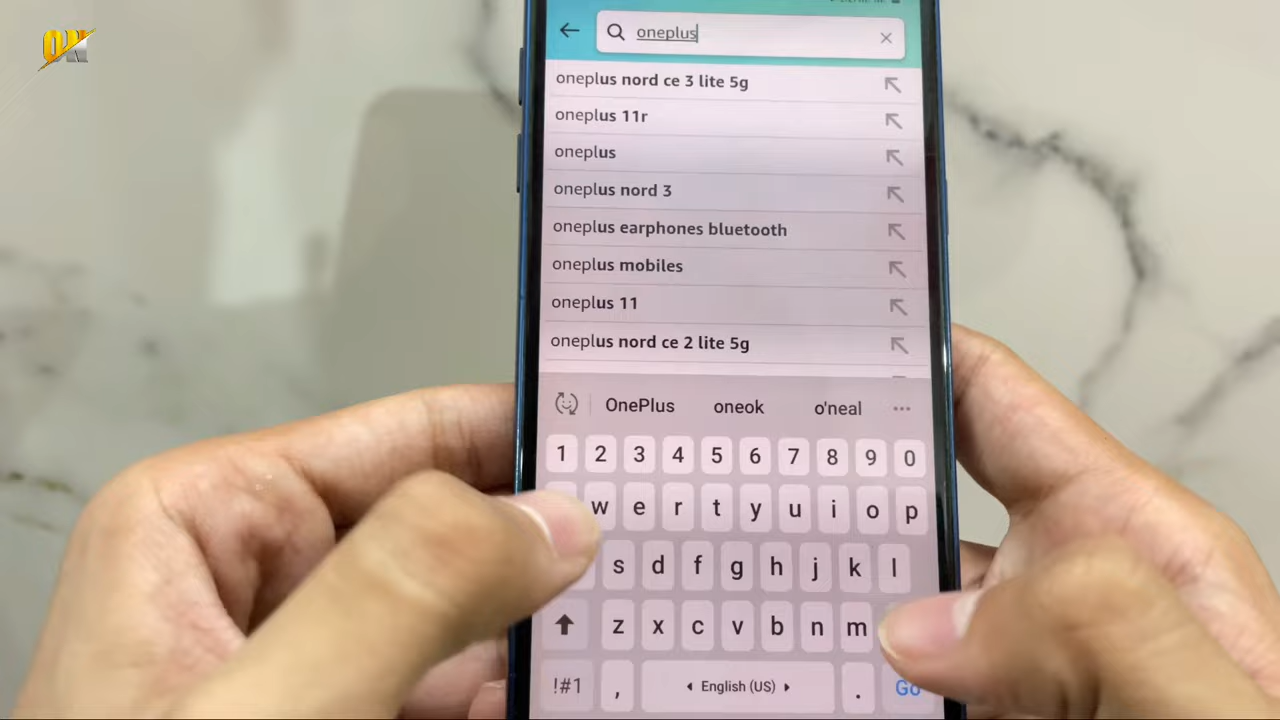 ON
oneplus
oneplus nord ce 3 lite 5g
oneplus 11r
oneplus
oneplus nord 3
oneplus earphones bluetooth
oneplus mobiles
oneplus 11
oneplus nord ce 2 lite 5g
OnePlus oneok o'neal
1 2 3 4 5 6 7 8 9 0
w e r t y u i o p
s d f g h j k l
z x c v b n m
!#1 , English (US) . Go